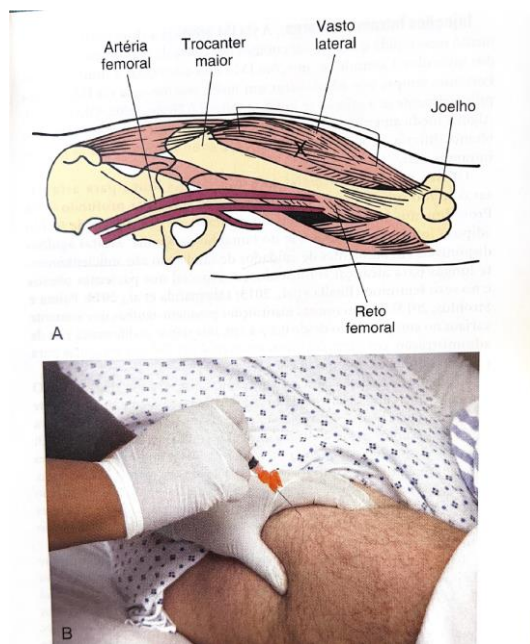 Artéria
femoral
Trocanter
maior
Vasto
lateral
Joelho
X
Reto
femoral
A
B